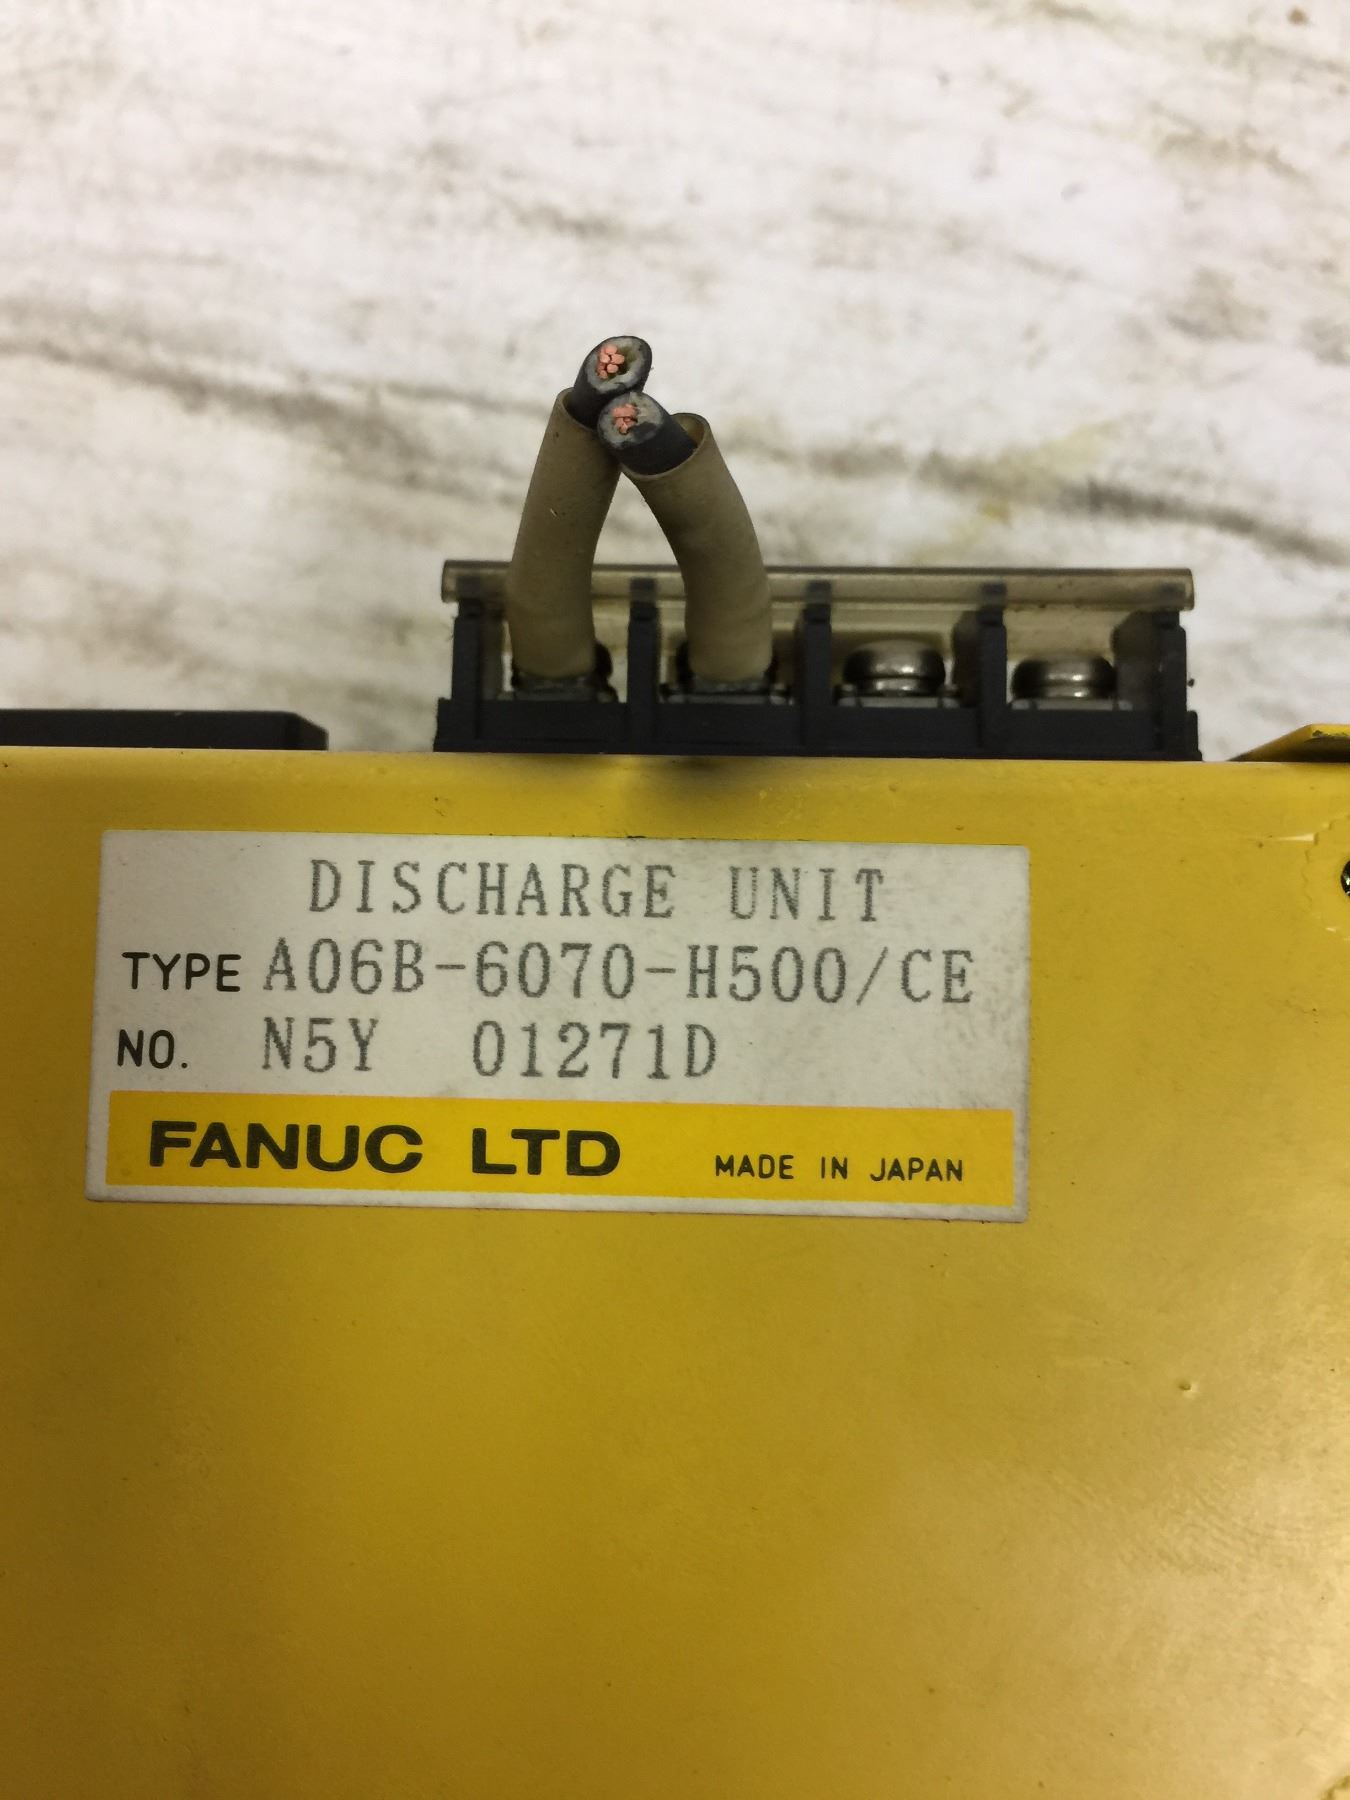 DISCHARGE UNIT
TYPE A06B-6070-H500/CE
NO. N5Y 01271D
FANUC LTD MADE IN JAPAN